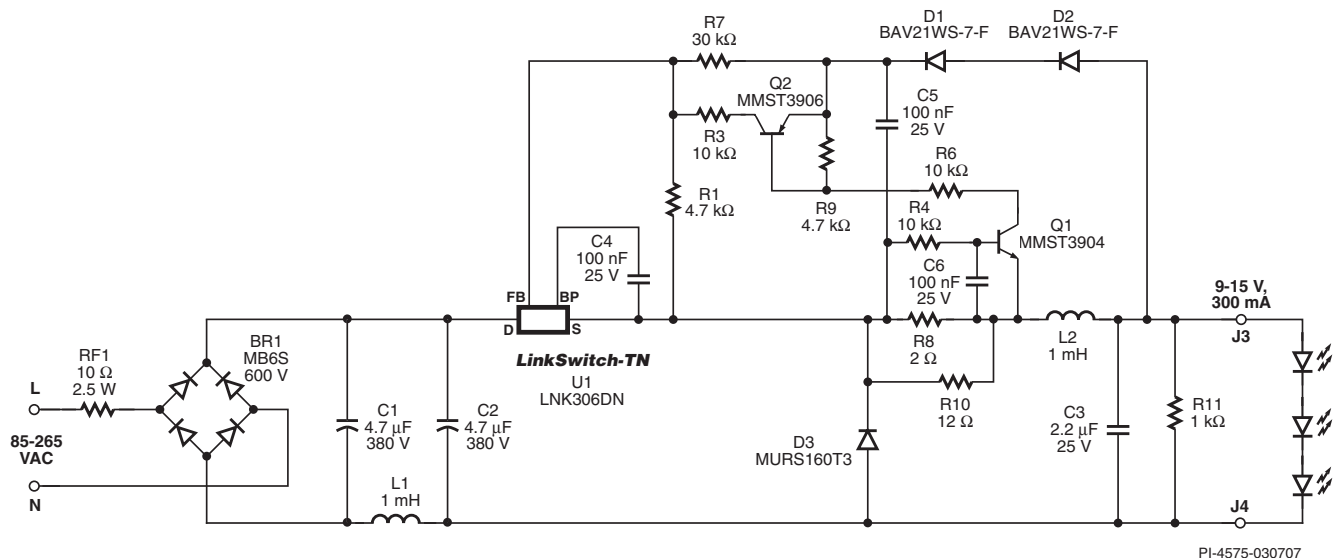 R7
30 kΩ
D1
BAV21WS-7-F
D2
BAV21WS-7-F
Q2
MMST3906
C5
100 nF
25 V
R3
10 kΩ
R6
10 kΩ
R1
4.7 kΩ
R9
4.7 kΩ
R4
10 kΩ
Q1
MMST3904
C4
100 nF
25 V
C6
100 nF
25 V
FB
BP
D
S
9-15 V,
300 mA
J3
LinkSwitch-TN
U1
LNK306DN
R8
2 Ω
L2
1 mH
BR1
MB6S
600 V
RF1
10 Ω
2.5 W
L
85-265
VAC
N
C1
4.7 µF
380 V
C2
4.7 µF
380 V
R10
12 Ω
R11
1 kΩ
C3
2.2 µF
25 V
D3
MURS160T3
L1
1 mH
J4
PI-4575-030707